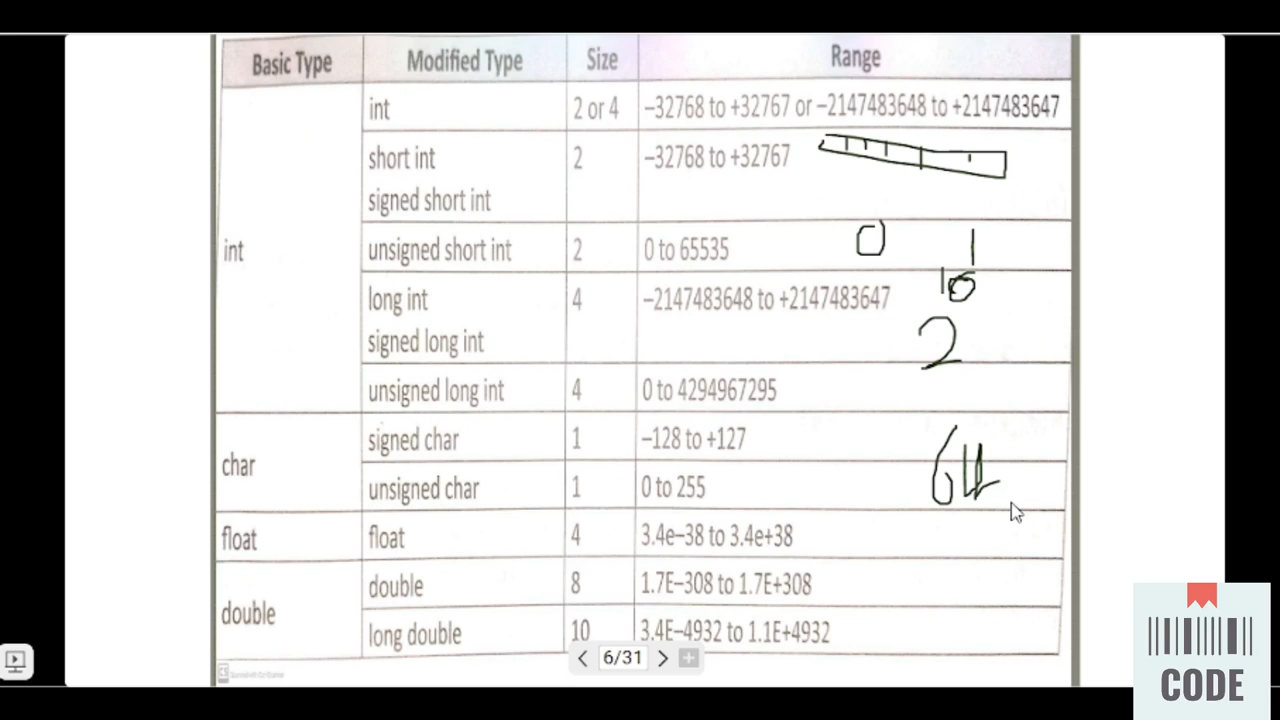 Basic Type Modified Type Size Range
int 2 or 4 −32768 to +32767 or −2147483648 to +2147483647
short int 2 −32768 to +32767
signed short int
int unsigned short int 2 0 to 65535 0 1
long int 4 −2147483648 to +2147483647 16
signed long int 2
unsigned long int 4 0 to 4294967295
char signed char 1 −128 to +127 64
unsigned char 1 0 to 255
float float 4 3.4e−38 to 3.4e+38
double double 8 1.7E−308 to 1.7E+308
long double 10 3.4E−4932 to 1.1E+4932
6/31
CS
CODE